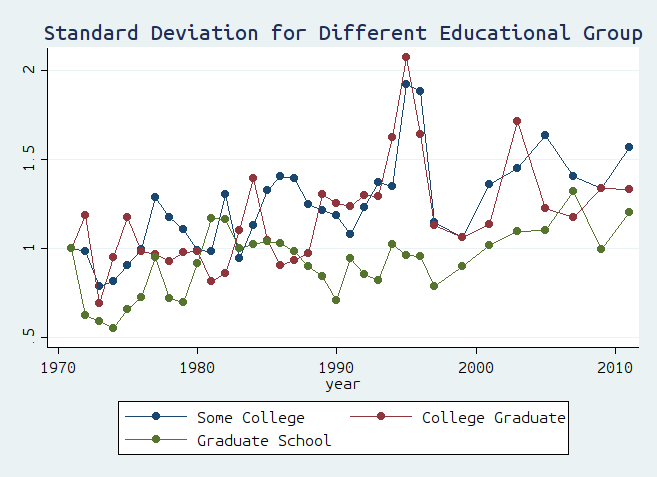 Standard Deviation for Different Educational Group
2
1.5
1
.5
1970 1980 1990 2000 2010
year
Some College College Graduate
Graduate School